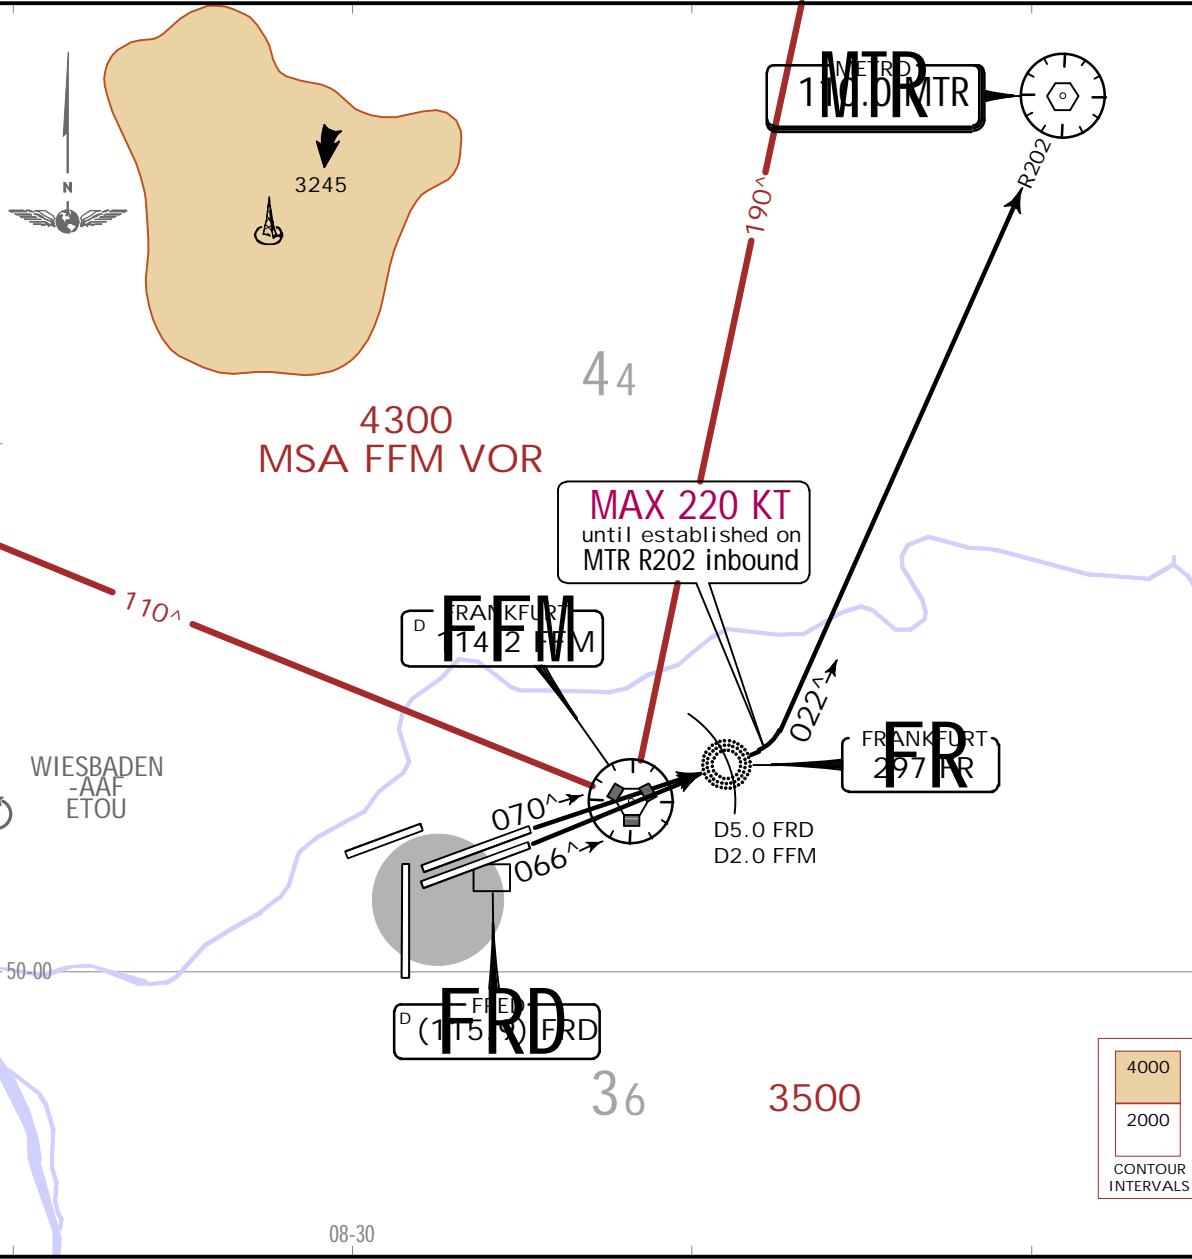 METRO
MTR
110.0 MTR
R202
N
3245
190^
44
4300
MSA FFM VOR
MAX 220 KT
until established on
MTR R202 inbound
110^
FRANKFURT
FFM
D 114.2 FFM
022^
FRANKFURT
FR
297 FR
WIESBADEN
-AAF
ETOU
070^
066^
D5.0 FRD
D2.0 FFM
50-00
FRED
FRD
D (115.9) FRD
36
3500
4000
2000
CONTOUR
INTERVALS
08-30